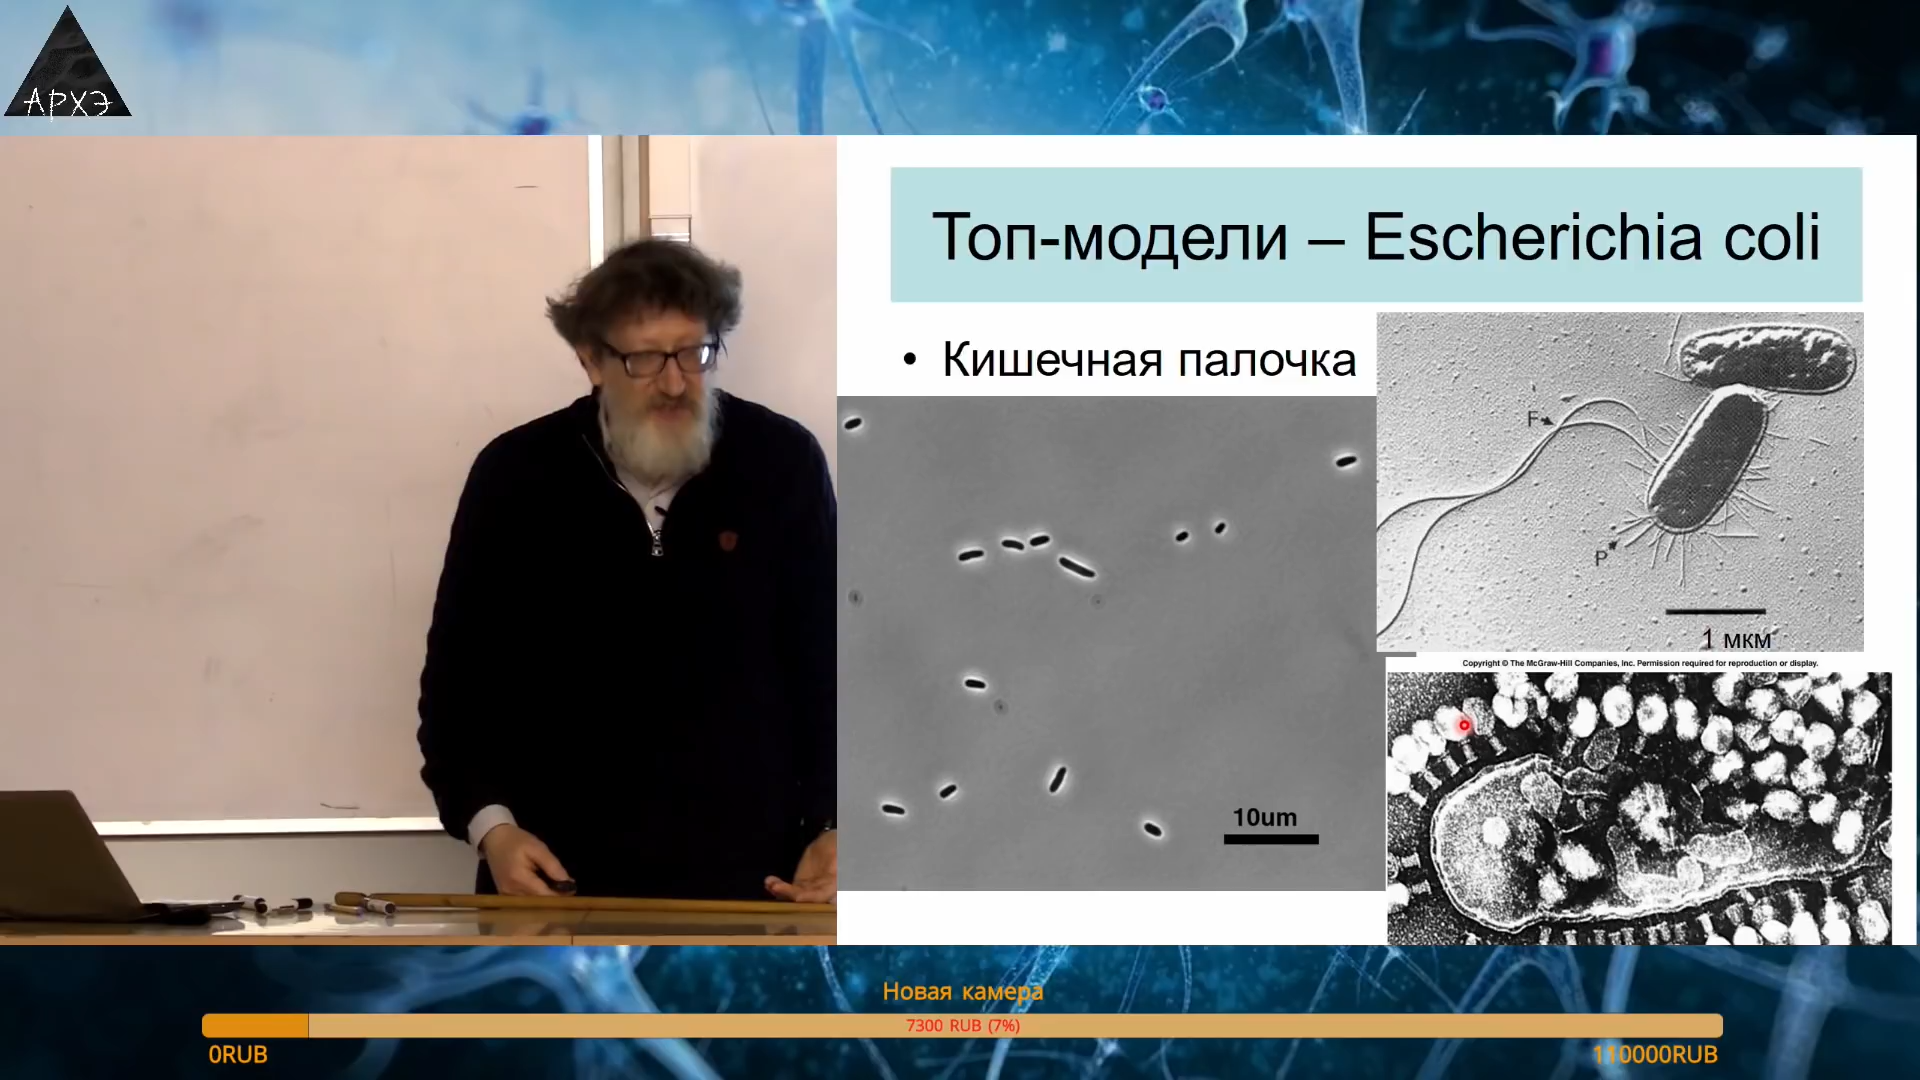 АРХЭ
Топ-модели – Escherichia coli
• Кишечная палочка
F
P
1 мкм
10um
Copyright © The McGraw-Hill Companies, Inc. Permission required for reproduction or display.
Новая камера
7300 RUB (7%)
0RUB
110000RUB